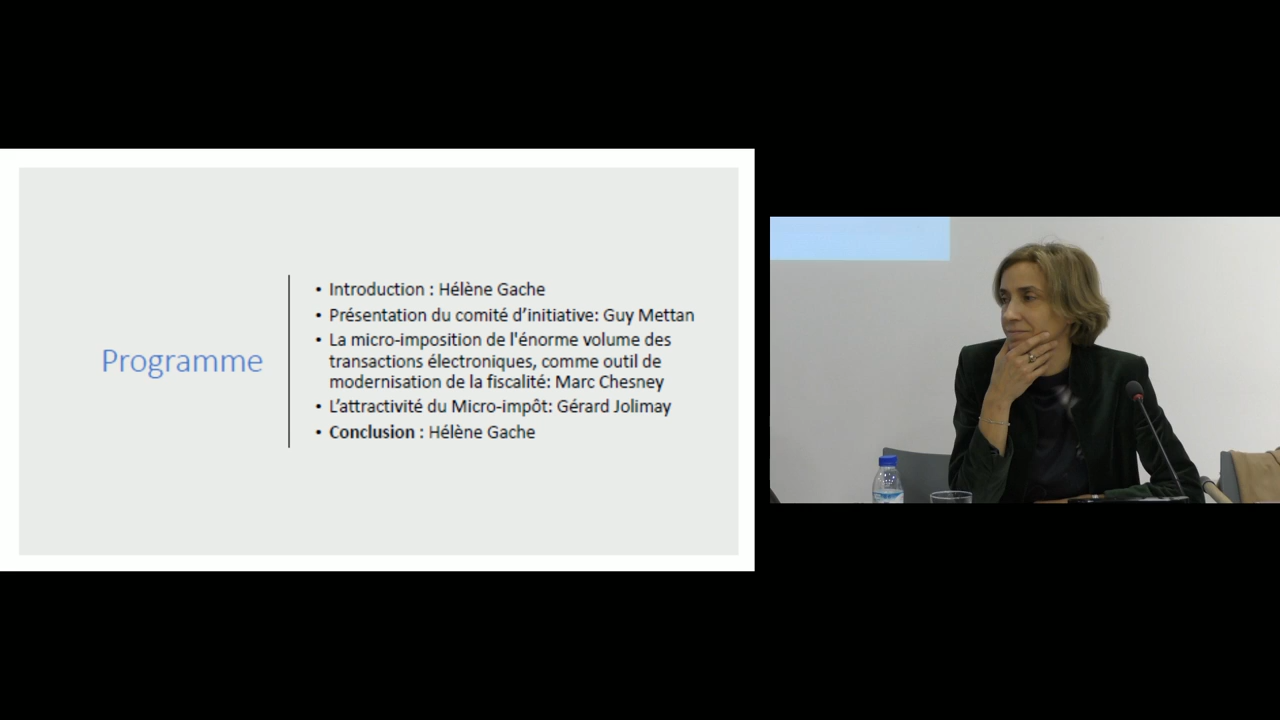 Programme
• Introduction : Hélène Gache
• Présentation du comité d’initiative: Guy Mettan
• La micro-imposition de l'énorme volume des
transactions électroniques, comme outil de
modernisation de la fiscalité: Marc Chesney
• L’attractivité du Micro-impôt: Gérard Jolimay
• Conclusion : Hélène Gache